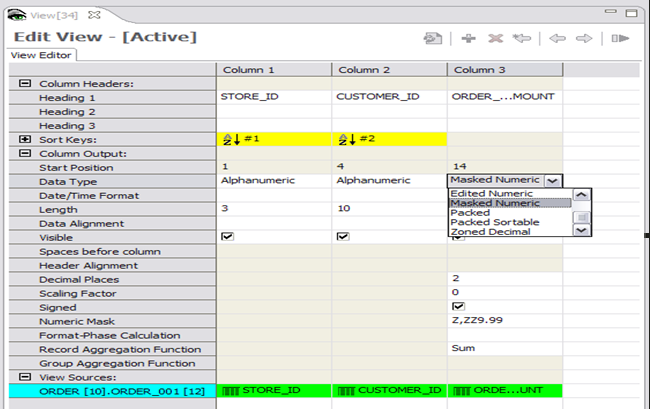 View[34]
Edit View - [Active]
View Editor
Column 1 Column 2 Column 3
Column Headers:
Heading 1 STORE_ID CUSTOMER_ID ORDER_...MOUNT
Heading 2
Heading 3
Sort Keys: #1 #2
Column Output:
Start Position 1 4 14
Data Type Alphanumeric Alphanumeric Masked Numeric
Edited Numeric
Masked Numeric
Packed
Packed Sortable
Zoned Decimal
Date/Time Format
Length 3 10
Data Alignment
Visible
Spaces before column
Header Alignment
Decimal Places 2
Scaling Factor 0
Signed
Numeric Mask Z,ZZ9.99
Format-Phase Calculation
Record Aggregation Function Sum
Group Aggregation Function
View Sources:
ORDER [10].ORDER_001 [12] STORE_ID CUSTOMER_ID ORDE...UNT